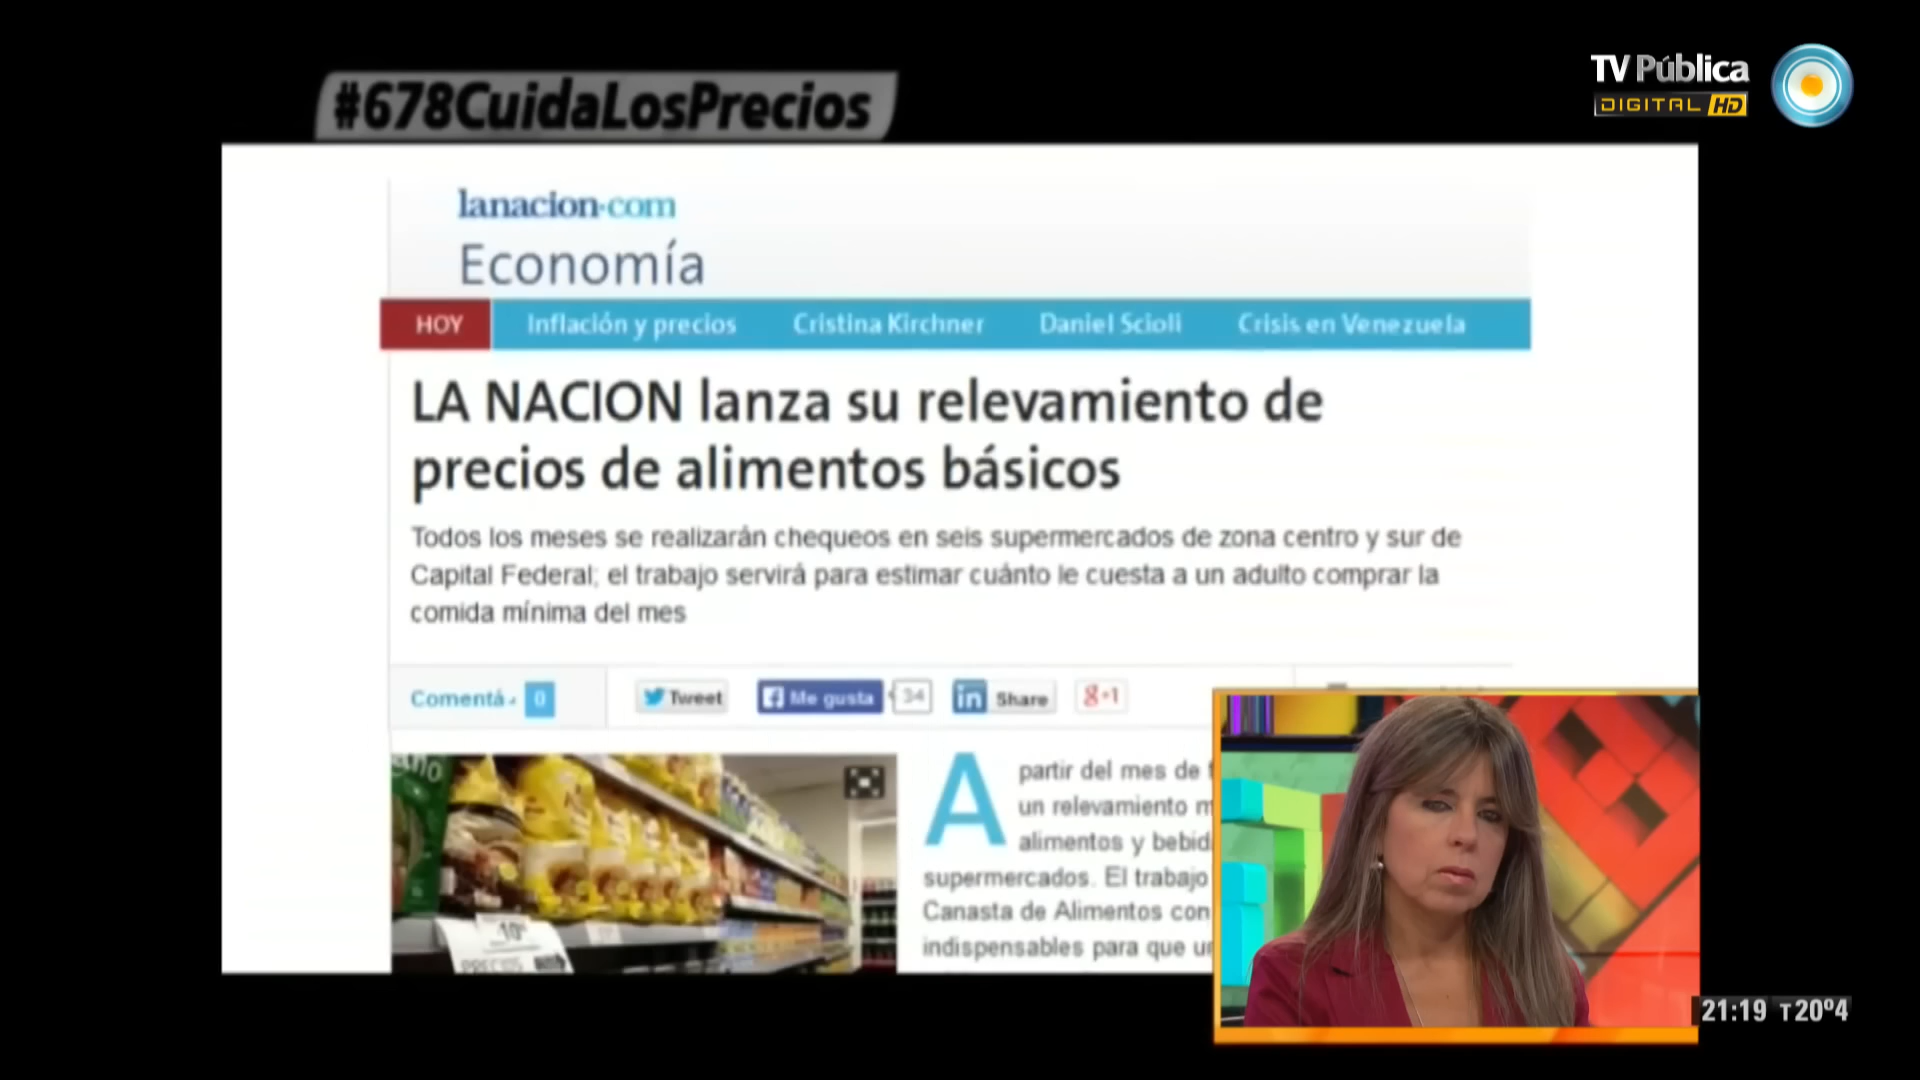 #678CuidaLosPrecios
TV Pública
DIGITAL HD
lanacion.com
Economía
HOY Inflación y precios Cristina Kirchner Daniel Scioli Crisis en Venezuela
LA NACION lanza su relevamiento de
precios de alimentos básicos
Todos los meses se realizarán chequeos en seis supermercados de zona centro y sur de
Capital Federal; el trabajo servirá para estimar cuánto le cuesta a un adulto comprar la
comida mínima del mes
Comentá 0 Tweet Me gusta 34 in Share g+1
A partir del mes de
un relevamiento
alimentos y
supermercados. El trabajo
Canasta de Alimentos con
indispensables para que
PRECIOS
21:19 T20º4